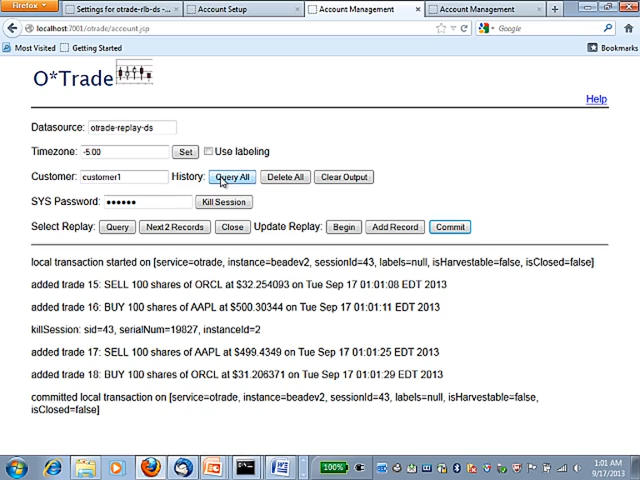 Firefox
Settings for otrade-rlb-ds -...
Account Setup
Account Management
Account Management
localhost:7001/otrade/account.jsp
Google
Most Visited
Getting Started
Bookmarks
O*Trade
Help
Datasource: otrade-replay-ds
Timezone: -5:00 Set Use labeling
Customer: customer1 History: Query All Delete All Clear Output
SYS Password: •••••• Kill Session
Select Replay: Query Next 2 Records Close Update Replay: Begin Add Record Commit
local transaction started on [service=otrade, instance=beadev2, sessionId=43, labels=null, isHarvestable=false, isClosed=false]
added trade 15: SELL 100 shares of ORCL at $32.254093 on Tue Sep 17 01:01:08 EDT 2013
added trade 16: BUY 100 shares of AAPL at $500.30344 on Tue Sep 17 01:01:11 EDT 2013
killSession: sid=43, serialNum=19827, instanceId=2
added trade 17: SELL 100 shares of AAPL at $499.4349 on Tue Sep 17 01:01:25 EDT 2013
added trade 18: BUY 100 shares of ORCL at $31.206371 on Tue Sep 17 01:01:29 EDT 2013
committed local transaction on [service=otrade, instance=beadev2, sessionId=43, labels=null, isHarvestable=false,
isClosed=false]
100%
1:01 AM
9/17/2013